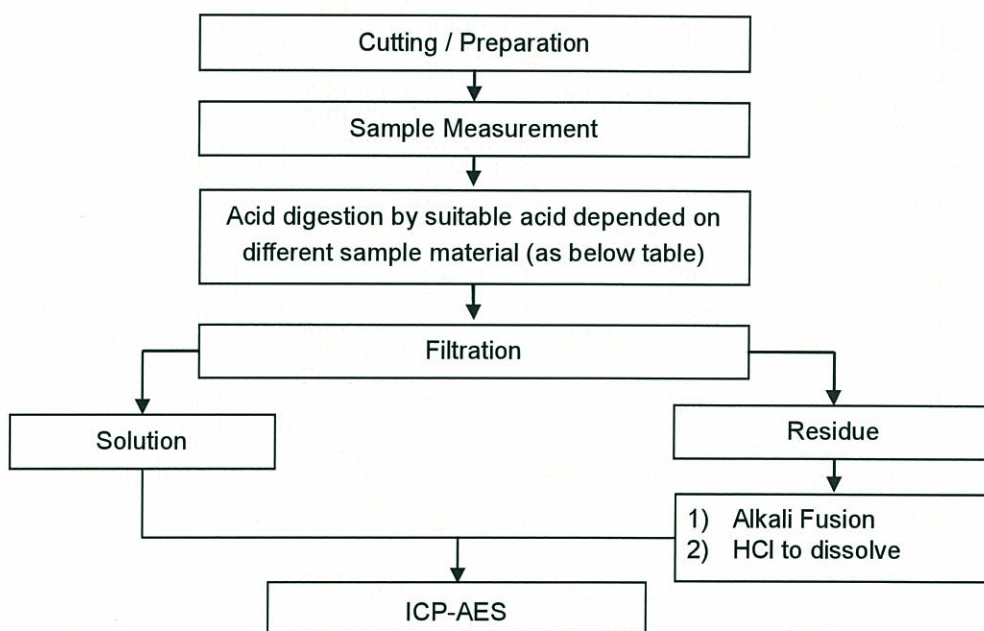 Cutting / Preparation
Sample Measurement
Acid digestion by suitable acid depended on
different sample material (as below table)
Filtration
Solution
Residue
1) Alkali Fusion
2) HCl to dissolve
ICP-AES